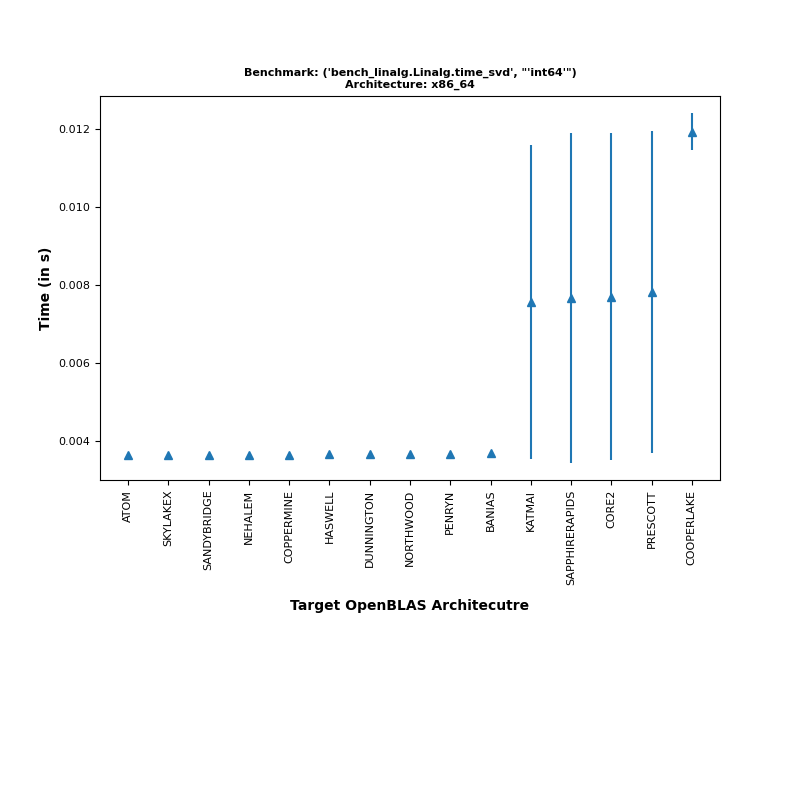 Benchmark: ('bench_linalg.Linalg.time_svd', "'int64'")
Architecture: x86_64
Time (in s)
0.012
0.010
0.008
0.006
0.004
ATOM
SKYLAKEX
SANDYBRIDGE
NEHALEM
COPPERMINE
HASWELL
DUNNINGTON
NORTHWOOD
PENRYN
BANIAS
KATMAI
SAPPHIRERAPIDS
CORE2
PRESCOTT
COOPERLAKE
Target OpenBLAS Architecutre